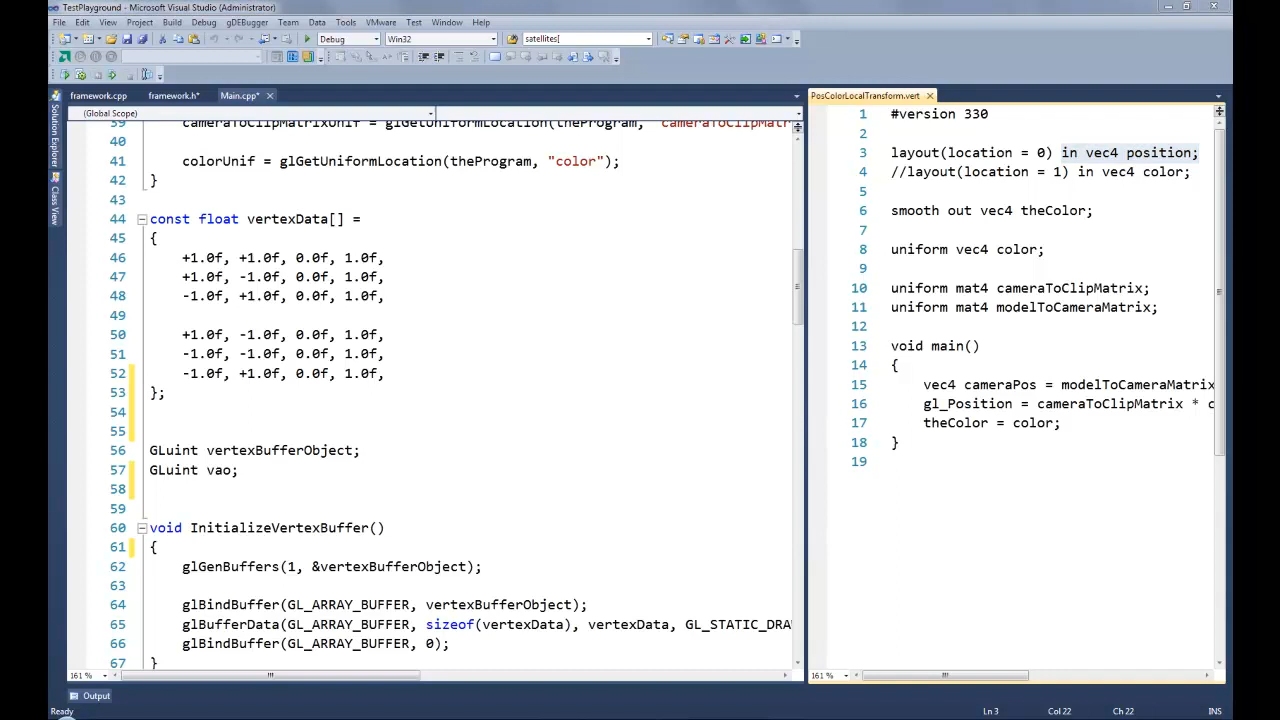 TestPlayground - Microsoft Visual Studio (Administrator)
File Edit View Project Build Debug gDEBugger Team Data Tools VMware Test Window Help
Debug Win32 satellites[
framework.cpp framework.h* Main.cpp*
(Global Scope)
39 cameraToClipMatrixUnif = glGetUniformLocation(theProgram, "cameraToClipMatr
40
41 colorUnif = glGetUniformLocation(theProgram, "color");
42 }
43
44 const float vertexData[] =
45 {
46 +1.0f, +1.0f, 0.0f, 1.0f,
47 +1.0f, -1.0f, 0.0f, 1.0f,
48 -1.0f, +1.0f, 0.0f, 1.0f,
49
50 +1.0f, -1.0f, 0.0f, 1.0f,
51 -1.0f, -1.0f, 0.0f, 1.0f,
52 -1.0f, +1.0f, 0.0f, 1.0f,
53 };
54
55
56 GLuint vertexBufferObject;
57 GLuint vao;
58
59
60 void InitializeVertexBuffer()
61 {
62 glGenBuffers(1, &vertexBufferObject);
63
64 glBindBuffer(GL_ARRAY_BUFFER, vertexBufferObject);
65 glBufferData(GL_ARRAY_BUFFER, sizeof(vertexData), vertexData, GL_STATIC_DRA
66 glBindBuffer(GL_ARRAY_BUFFER, 0);
67 }
161 %
PosColorLocalTransform.vert
1 #version 330
2
3 layout(location = 0) in vec4 position;
4 //layout(location = 1) in vec4 color;
5
6 smooth out vec4 theColor;
7
8 uniform vec4 color;
9
10 uniform mat4 cameraToClipMatrix;
11 uniform mat4 modelToCameraMatrix;
12
13 void main()
14 {
15 vec4 cameraPos = modelToCameraMatrix
16 gl_Position = cameraToClipMatrix * c
17 theColor = color;
18 }
19
161 %
Solution Explorer
Class View
Output
Ready Ln 3 Col 22 Ch 22 INS